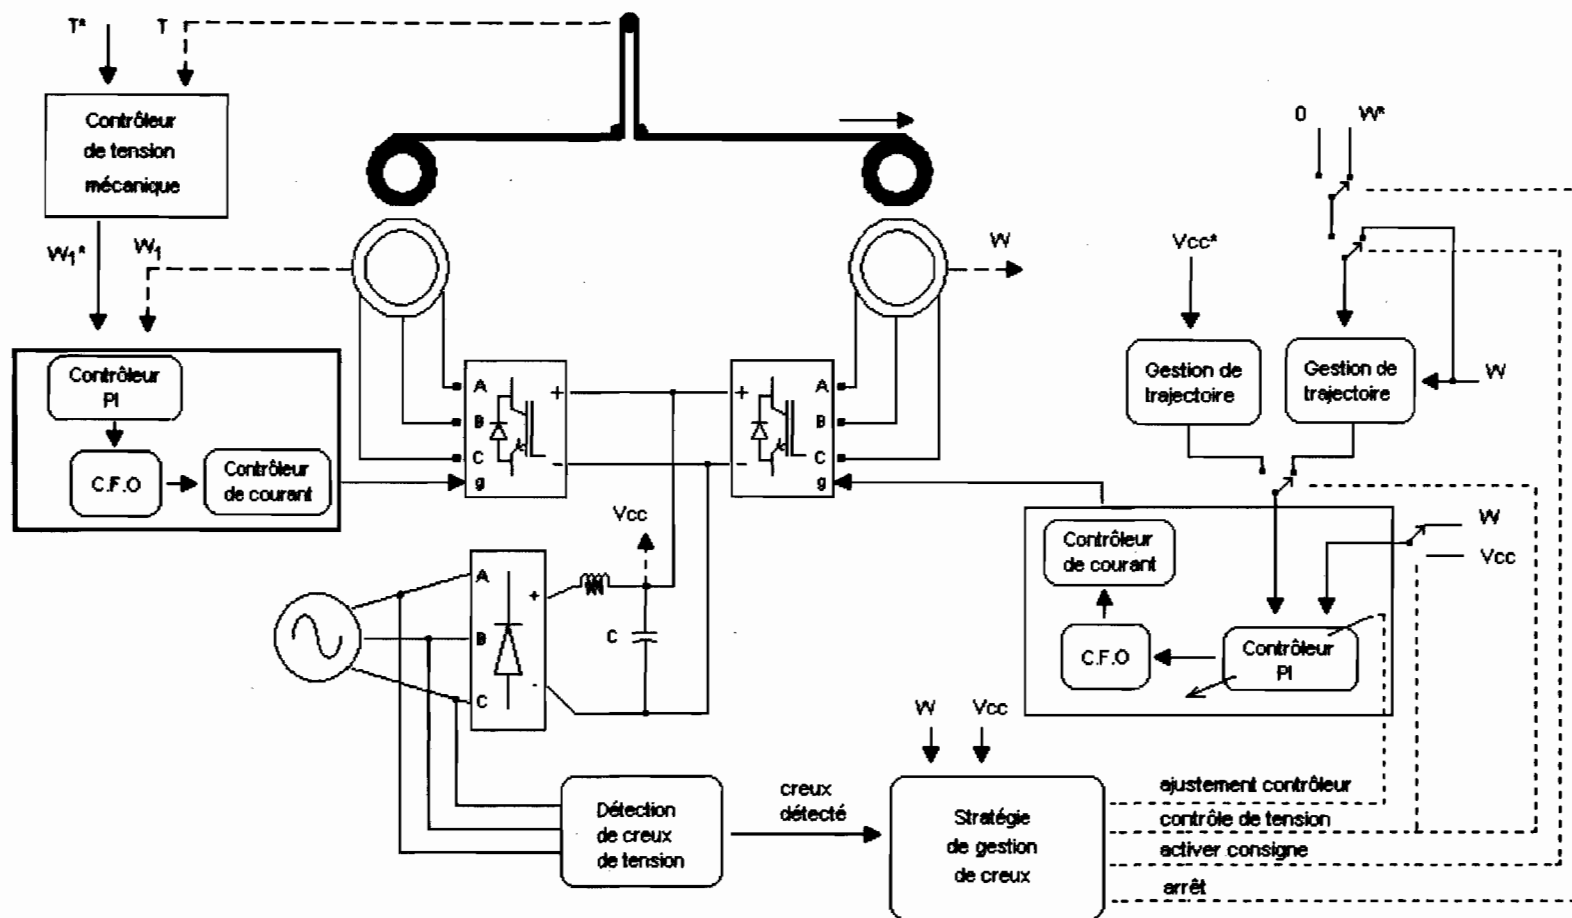 T*
T
Contrôleur
de tension
mécanique
W1*
W1
Contrôleur
PI
C.F.O
Contrôleur
de courant
A
B
C
g
+
-
+
-
A
B
C
g
W
Vcc*
0
W*
Gestion de
trajectoire
Gestion de
trajectoire
W
Vcc
A
B
C
+
-
C
Contrôleur
de courant
C.F.O
Contrôleur
PI
W
Vcc
W
Vcc
Détection
de creux
de tension
creux
détecté
Stratégie
de gestion
de creux
ajustement contrôleur
contrôle de tension
activer consigne
arrêt